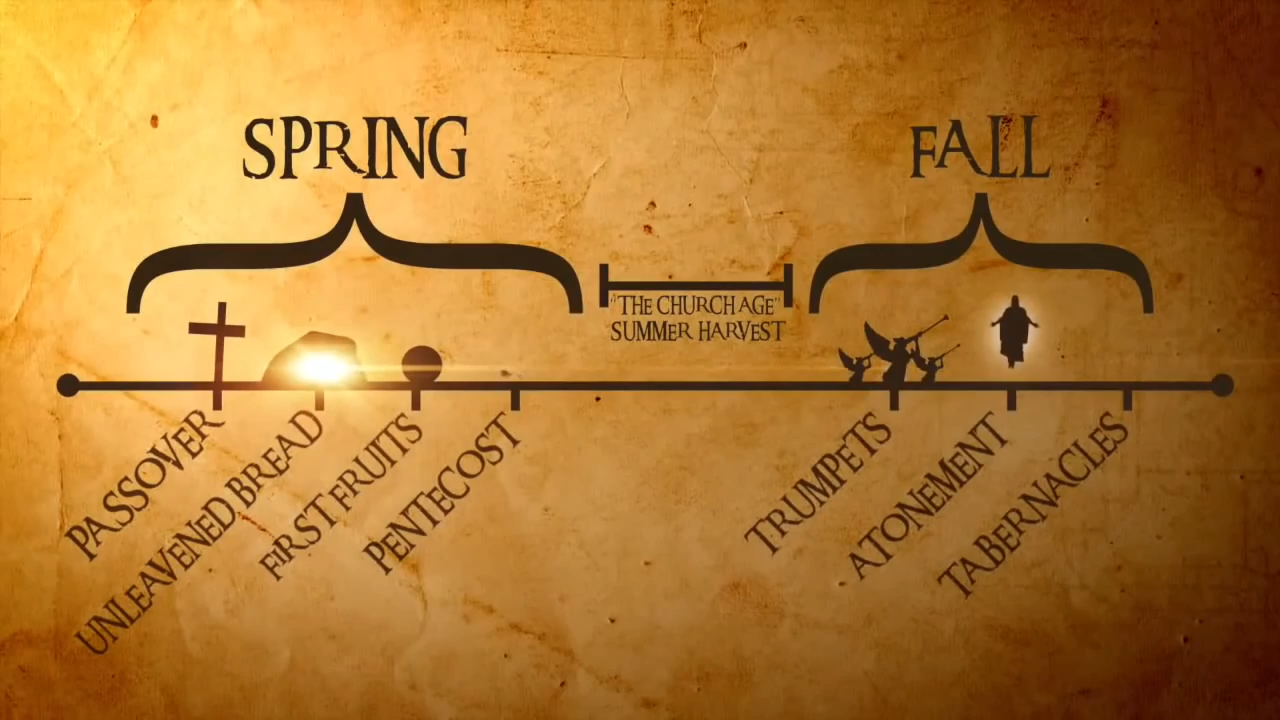 SPRING
FALL
"THE CHURCH AGE"
SUMMER HARVEST
PASSOVER
UNLEAVENED BREAD
FIRST FRUITS
PENTECOST
TRUMPETS
ATONEMENT
TABERNACLES